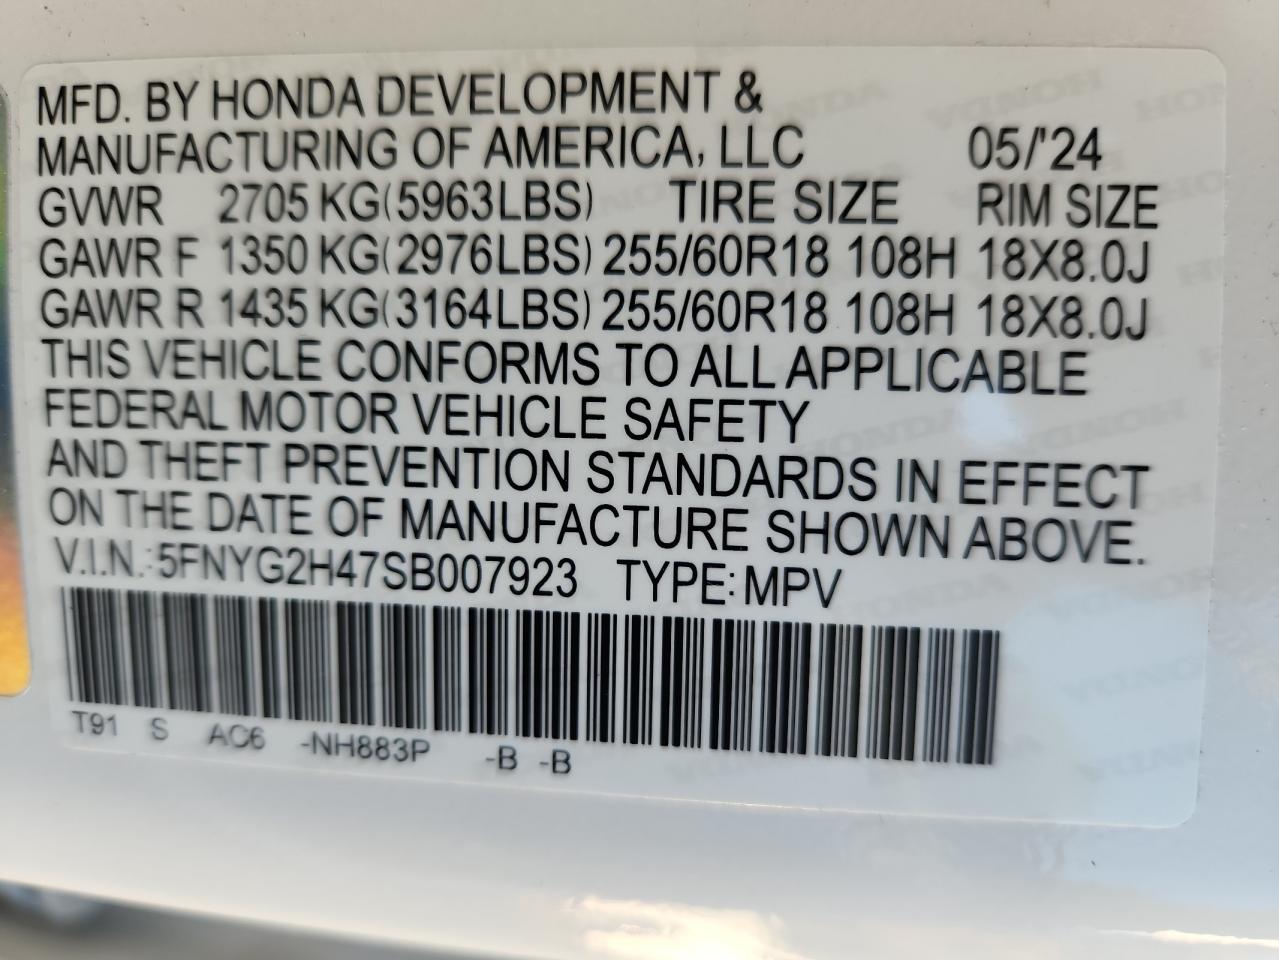 MFD. BY HONDA DEVELOPMENT &
MANUFACTURING OF AMERICA, LLC 05/'24
GVWR 2705 KG(5963LBS) TIRE SIZE RIM SIZE
GAWR F 1350 KG(2976LBS) 255/60R18 108H 18X8.0J
GAWR R 1435 KG(3164LBS) 255/60R18 108H 18X8.0J
THIS VEHICLE CONFORMS TO ALL APPLICABLE
FEDERAL MOTOR VEHICLE SAFETY
AND THEFT PREVENTION STANDARDS IN EFFECT
ON THE DATE OF MANUFACTURE SHOWN ABOVE.
V.I.N.: 5FNYG2H47SB007923 TYPE: MPV
T91 S AC6 -NH883P -B -B